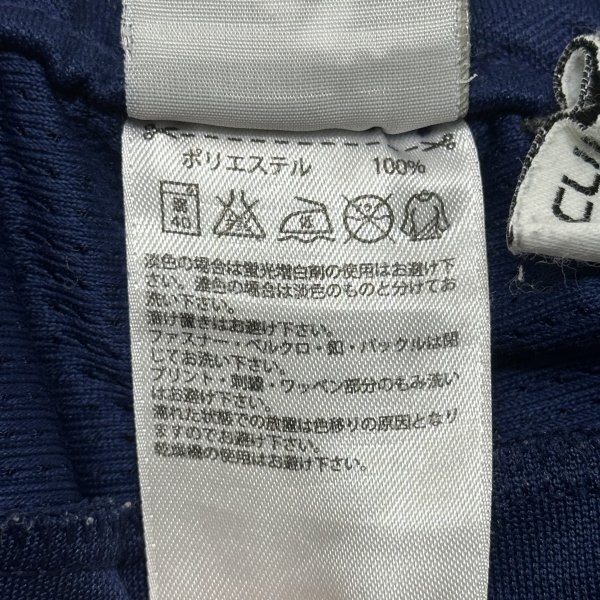 ポリエステル 100%
弱
40
低
淡色の場合は蛍光増白剤の使用はお避け下
さい。濃色の場合は淡色のものと分けてお
洗い下さい。
漬け置きはお避け下さい。
ファスナー・ベルクロ・釦・バックルは閉
じてお洗い下さい。
プリント・刺繍・ワッペン部分のもみ洗い
はお避け下さい。
濡れた状態での放置は色移りの原因となり
ますのでお避け下さい。
乾燥機の使用はお避け下さい。